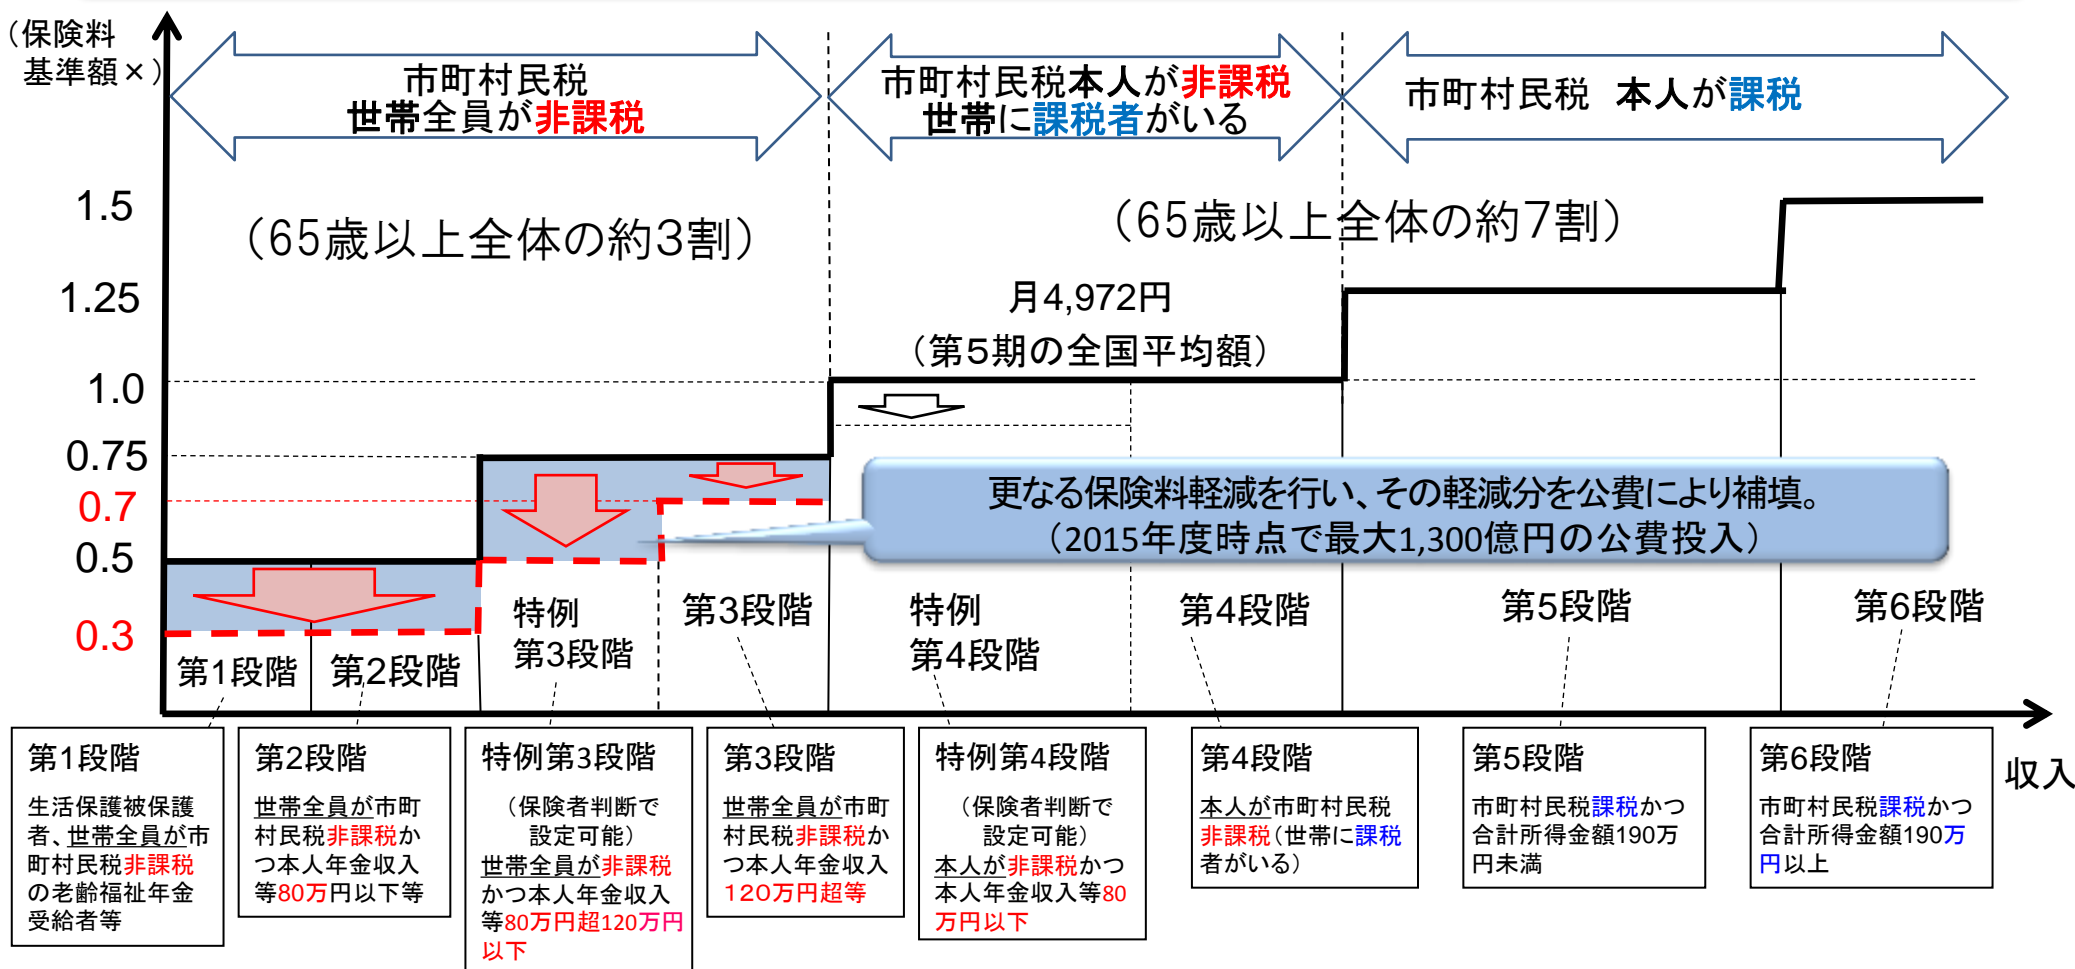 （保険料
基準額×）
市町村民税
世帯全員が非課税
市町村民税本人が非課税
世帯に課税者がいる
市町村民税　本人が課税
（65歳以上全体の約3割）
（65歳以上全体の約7割）
1.5
1.25
1.0
0.75
0.7
0.5
0.3
月4,972円
（第5期の全国平均額）
更なる保険料軽減を行い、その軽減分を公費により補填。
（2015年度時点で最大1,300億円の公費投入）
第1段階
第2段階
特例
第3段階
第3段階
特例
第4段階
第4段階
第5段階
第6段階
収入
第1段階
生活保護被保護
者、世帯全員が市
町村民税非課税
の老齢福祉年金
受給者等
第2段階
世帯全員が市町
村民税非課税か
つ本人年金収入
等80万円以下等
特例第3段階
（保険者判断で
設定可能）
世帯全員が非課税
かつ本人年金収入
等80万円超120万円
以下
第3段階
世帯全員が市町
村民税非課税か
つ本人年金収入
120万円超等
特例第4段階
（保険者判断で
設定可能）
本人が非課税かつ
本人年金収入等80
万円以下
第4段階
本人が市町村民税
非課税（世帯に課税
者がいる）
第5段階
市町村民税課税かつ
合計所得金額190万
円未満
第6段階
市町村民税課税かつ
合計所得金額190万
円以上